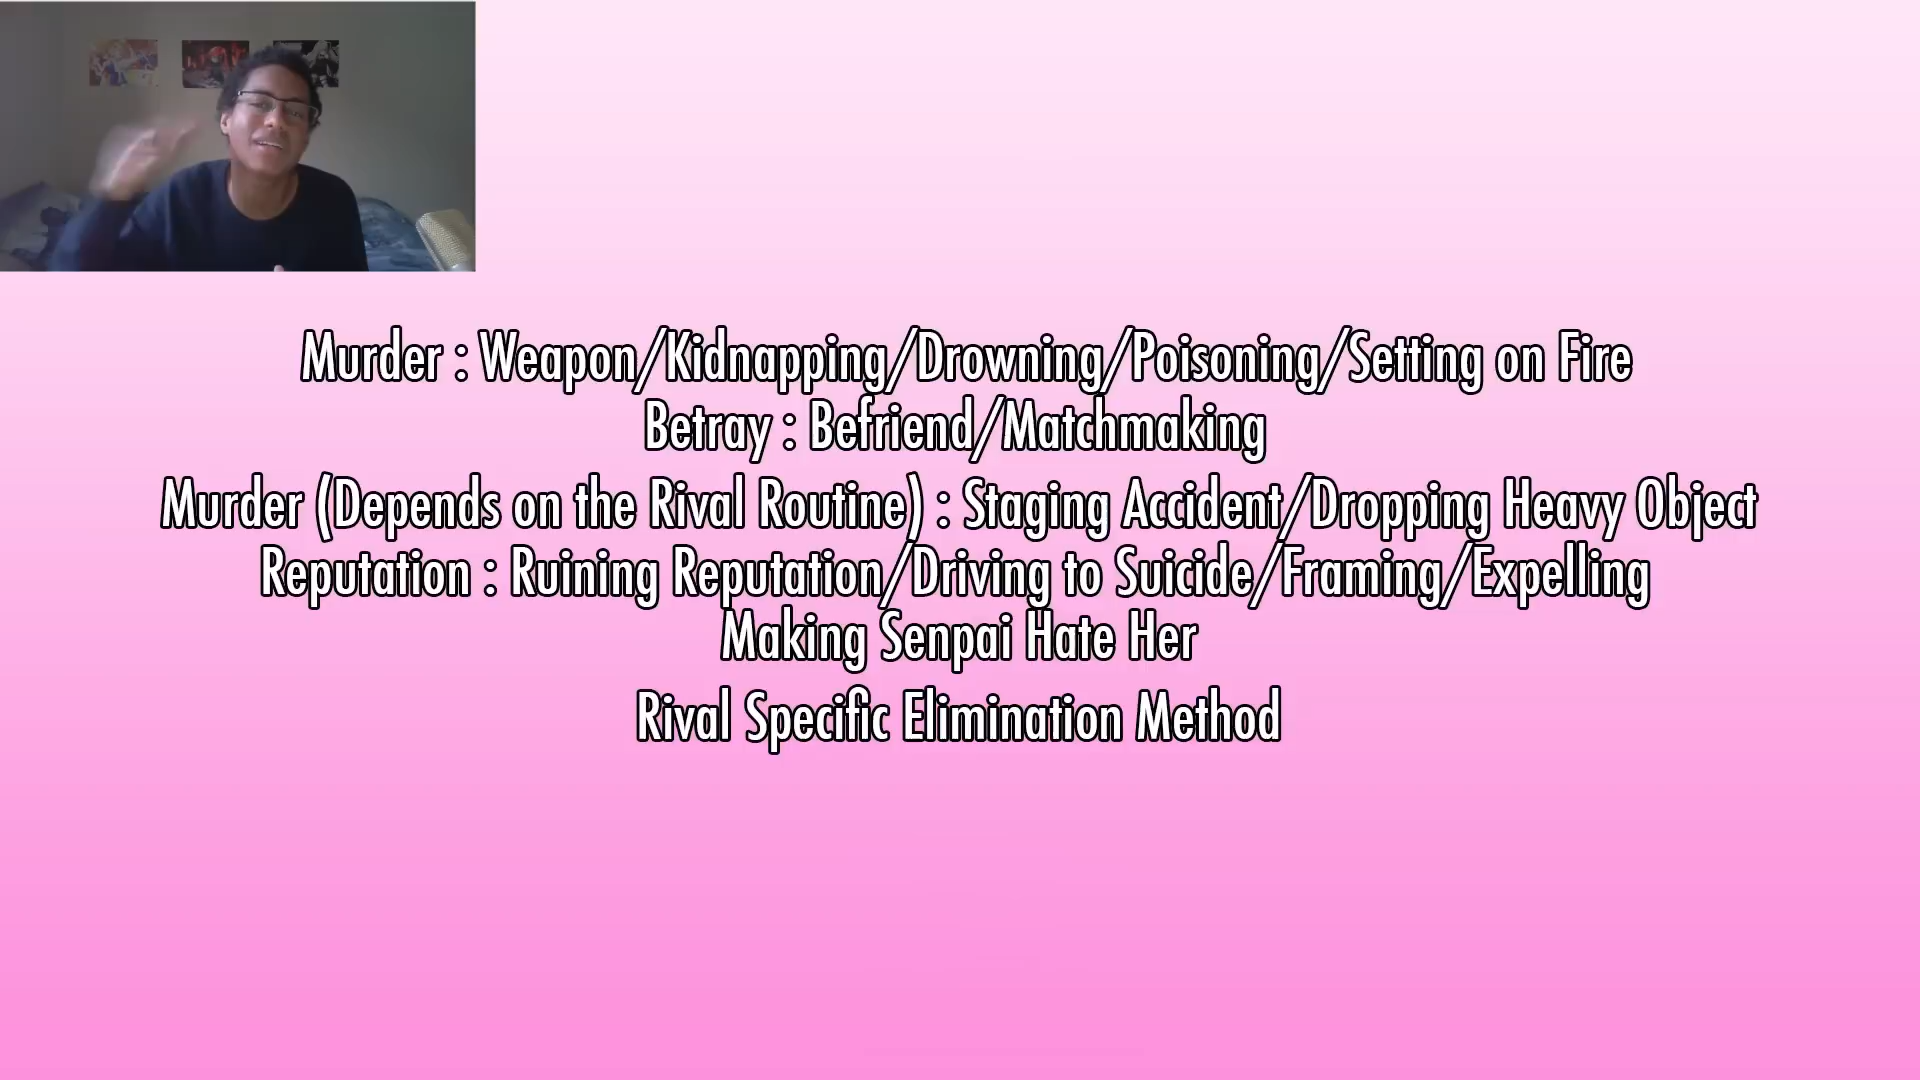 Murder : Weapon/Kidnapping/Drowning/Poisoning/Setting on Fire
Betray : Befriend/Matchmaking
Murder (Depends on the Rival Routine) : Staging Accident/Dropping Heavy Object
Reputation : Ruining Reputation/Driving to Suicide/Framing/Expelling
Making Senpai Hate Her
Rival Specific Elimination Method